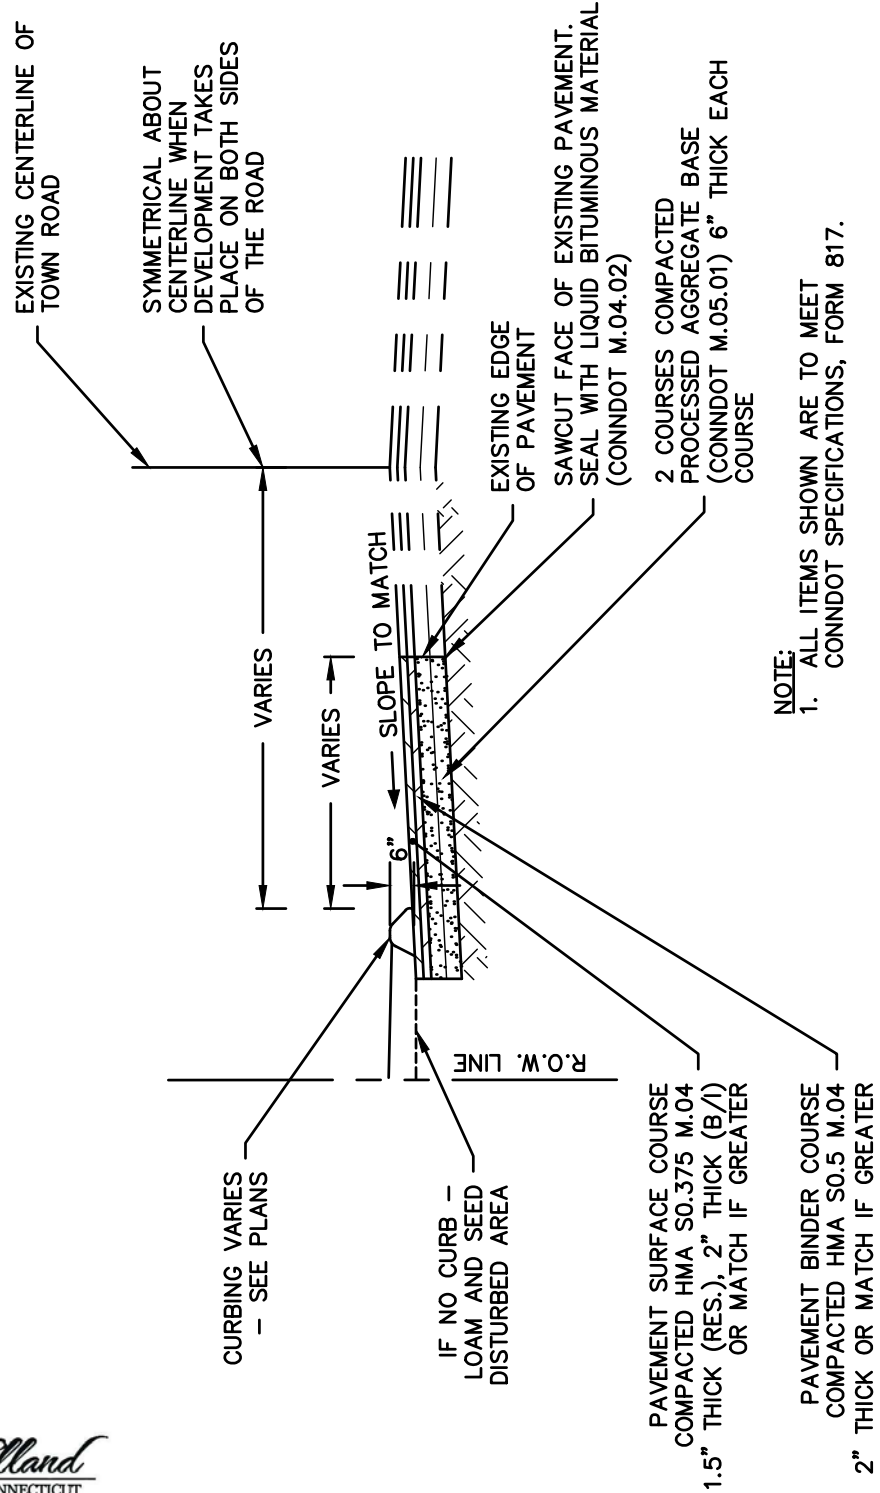 EXISTING CENTERLINE OF
TOWN ROAD
SYMMETRICAL ABOUT
CENTERLINE WHEN
DEVELOPMENT TAKES
PLACE ON BOTH SIDES
OF THE ROAD
VARIES
VARIES
SLOPE TO MATCH
6"
EXISTING EDGE
OF PAVEMENT
SAWCUT FACE OF EXISTING PAVEMENT.
SEAL WITH LIQUID BITUMINOUS MATERIAL
(CONNDOT M.04.02)
2 COURSES COMPACTED
PROCESSED AGGREGATE BASE
(CONNDOT M.05.01) 6" THICK EACH
COURSE
CURBING VARIES
- SEE PLANS
IF NO CURB -
LOAM AND SEED
DISTURBED AREA
R.O.W. LINE
PAVEMENT SURFACE COURSE
COMPACTED HMA S0.375 M.04
1.5" THICK (RES.), 2" THICK (B/I)
OR MATCH IF GREATER
PAVEMENT BINDER COURSE
COMPACTED HMA S0.5 M.04
2" THICK OR MATCH IF GREATER
NOTE:
1. ALL ITEMS SHOWN ARE TO MEET
CONNDOT SPECIFICATIONS, FORM 817.